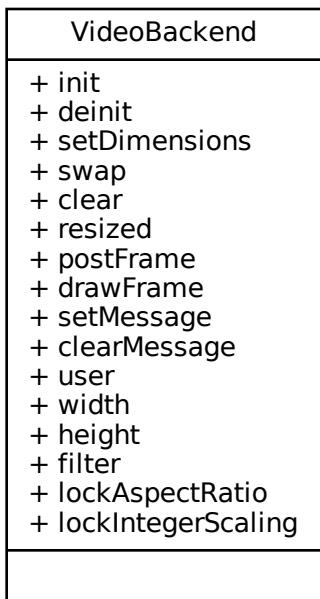 VideoBackend
+ init
+ deinit
+ setDimensions
+ swap
+ clear
+ resized
+ postFrame
+ drawFrame
+ setMessage
+ clearMessage
+ user
+ width
+ height
+ filter
+ lockAspectRatio
+ lockIntegerScaling